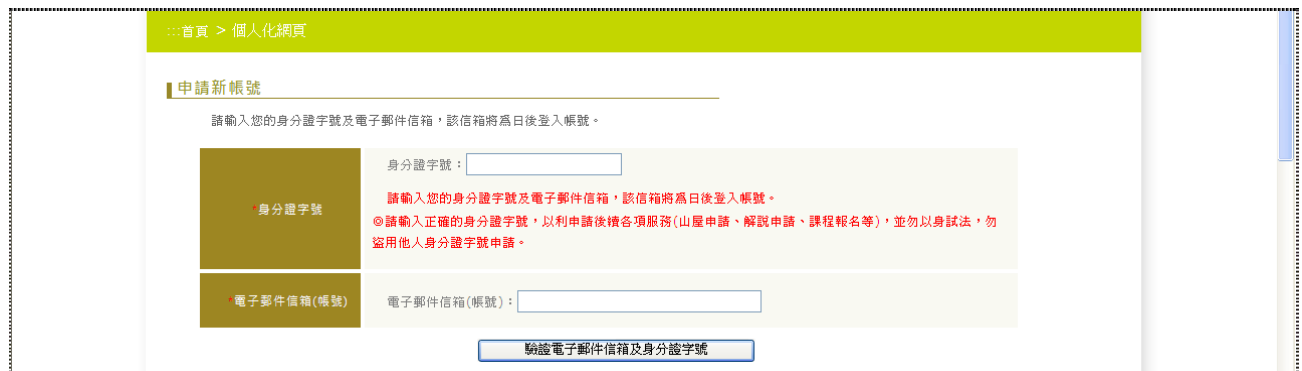 :::首頁 > 個人化網頁
申請新帳號
請輸入您的身分證字號及電子郵件信箱，該信箱將為日後登入帳號。
*身分證字號
身分證字號：
請輸入您的身分證字號及電子郵件信箱，該信箱將為日後登入帳號。
◎請輸入正確的身分證字號，以利申請後續各項服務(山屋申請、解說申請、課程報名等)，並勿以身試法，勿
盜用他人身分證字號申請。
*電子郵件信箱(帳號)
電子郵件信箱(帳號)：
驗證電子郵件信箱及身分證字號